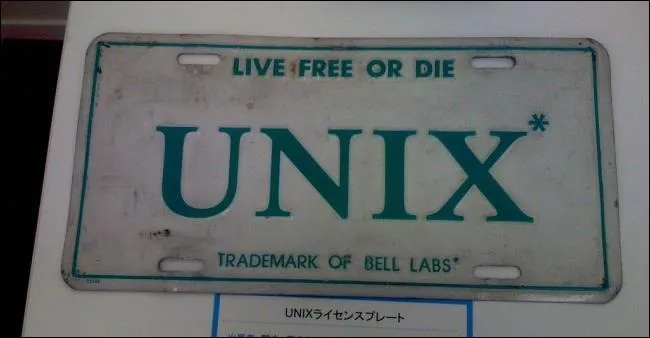 LIVE FREE OR DIE
UNIX*
TRADEMARK OF BELL LABS*
UNIXライセンスプレート